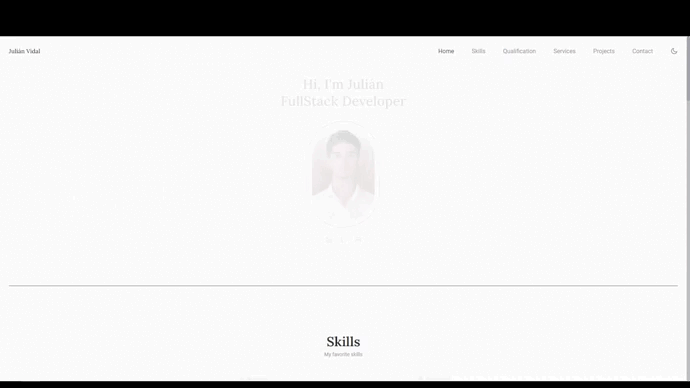 Julián Vidal
Home Skills Qualification Services Projects Contact
Hi, I'm Julián
FullStack Developer
Skills
My favorite skills